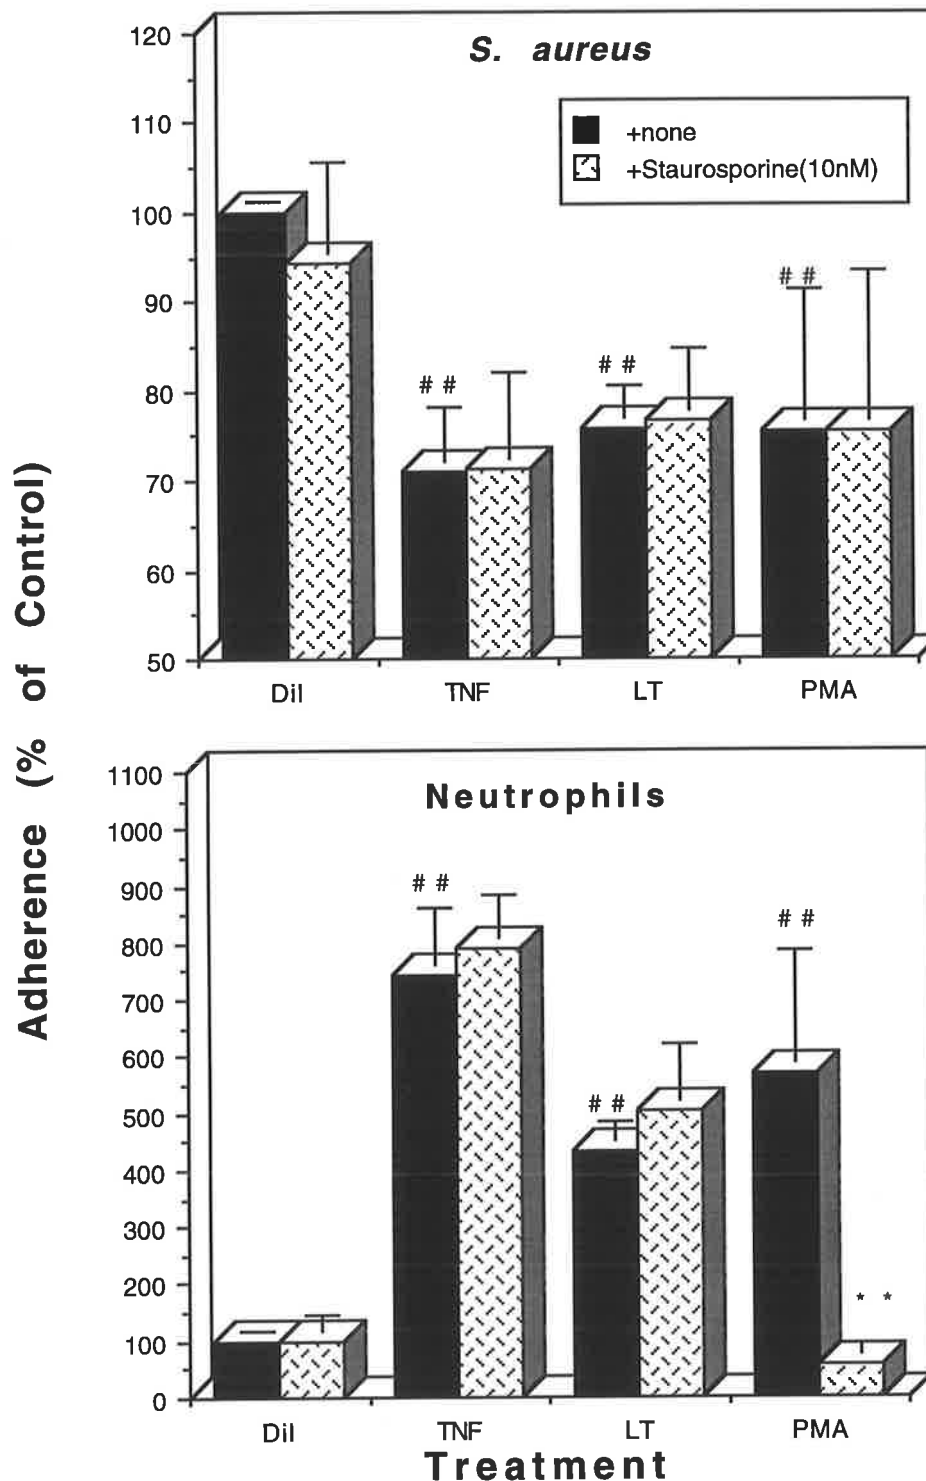 S. aureus
+none
+Staurosporine(10nM)
120
110
100
90
80
70
60
50
##
##
##
Dil
TNF
LT
PMA
Adherence (% of Control)
Neutrophils
1100
1000
900
800
700
600
500
400
300
200
100
0
##
##
##
* *
Dil
TNF
LT
PMA
Treatment